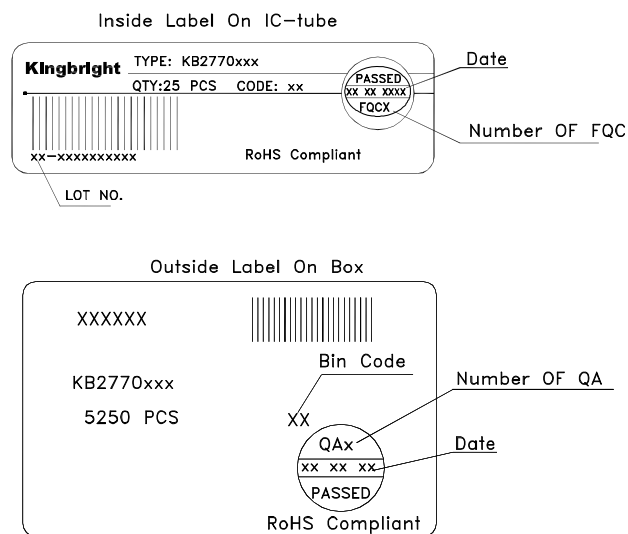 Inside Label On IC-tube
Kingbright
TYPE: KB2770xxx
QTY:25 PCS CODE: xx
PASSED
xx xx xxxx
FQCX
Date
Number OF FQC
xx-xxxxxxxxxx
RoHS Compliant
LOT NO.
Outside Label On Box
XXXXXX
Bin Code
KB2770xxx
Number OF QA
5250 PCS
XX
QAx
Date
xx xx xx
PASSED
RoHS Compliant